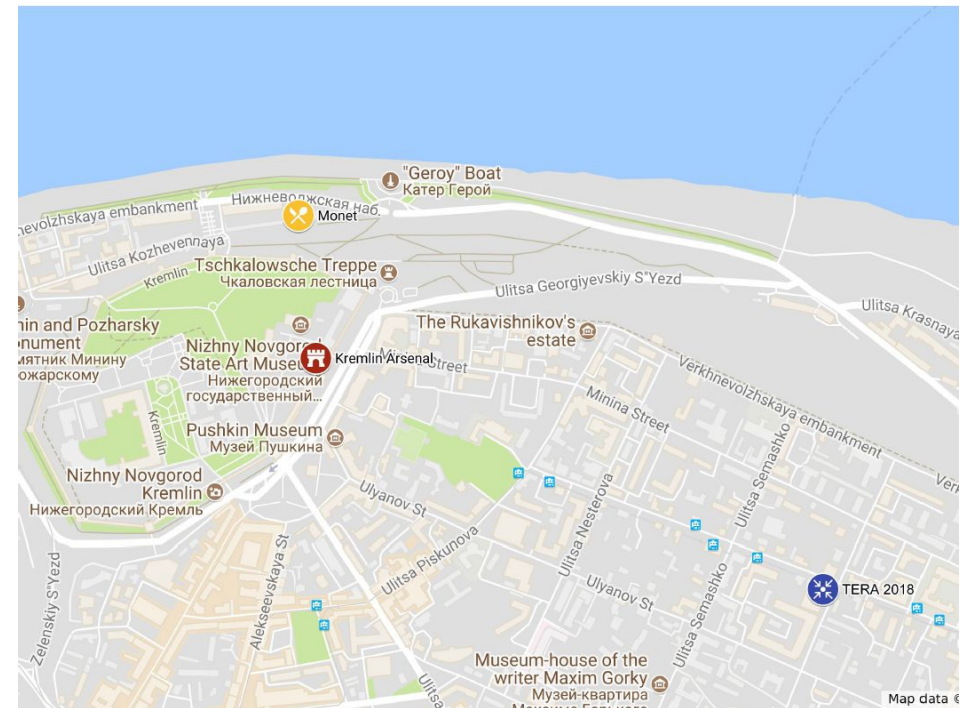 "Geroy" Boat
Катер Герой
Нижневолжская наб.
nevolzhskaya embankment
Monet
Ulitsa Kozhevennaya
Kremlin
Tschkalowsche Treppe
Чкаловская лестница
Ulitsa Georgiyevskiy S"Yezd
Ulitsa Krasnaya
nin and Pozharsky
onument
мятник Минину
ожарскому
The Rukavishnikov's
estate
Nizhny Novgorod
State Art Museum
Нижегородский
государственный...
Kremlin Arsenal
Street
Verkhnevolzhskaya embankment
Minina Street
Kremlin
Pushkin Museum
Музей Пушкина
Nizhny Novgorod
Kremlin
Нижегородский Кремль
Ulyanov St
Ulitsa Piskunova
Ulitsa Nesterova
Ulitsa Semashko
Zelenskiy S"Yezd
Alekseevskaya St
Ulyanov St
Ulitsa Semashko
TERA 2018
Ulitsa
Museum-house of the
writer Maxim Gorky
Музей-квартира
Map data ©